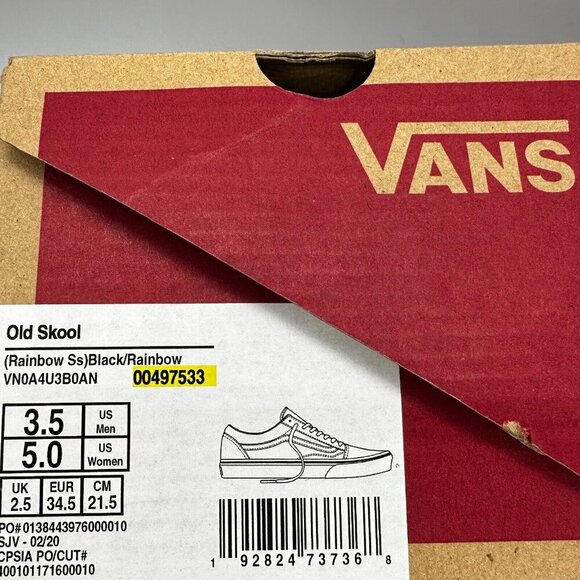 VANS
Old Skool
(Rainbow Ss)Black/Rainbow
VN0A4U3B0AN 00497533
3.5 US Men
5.0 US Women
UK EUR CM
2.5 34.5 21.5
PO# 0138443976000010
SJV - 02/20
CPSIA PO/CUT#
400101171600010
1 92824 73736 8